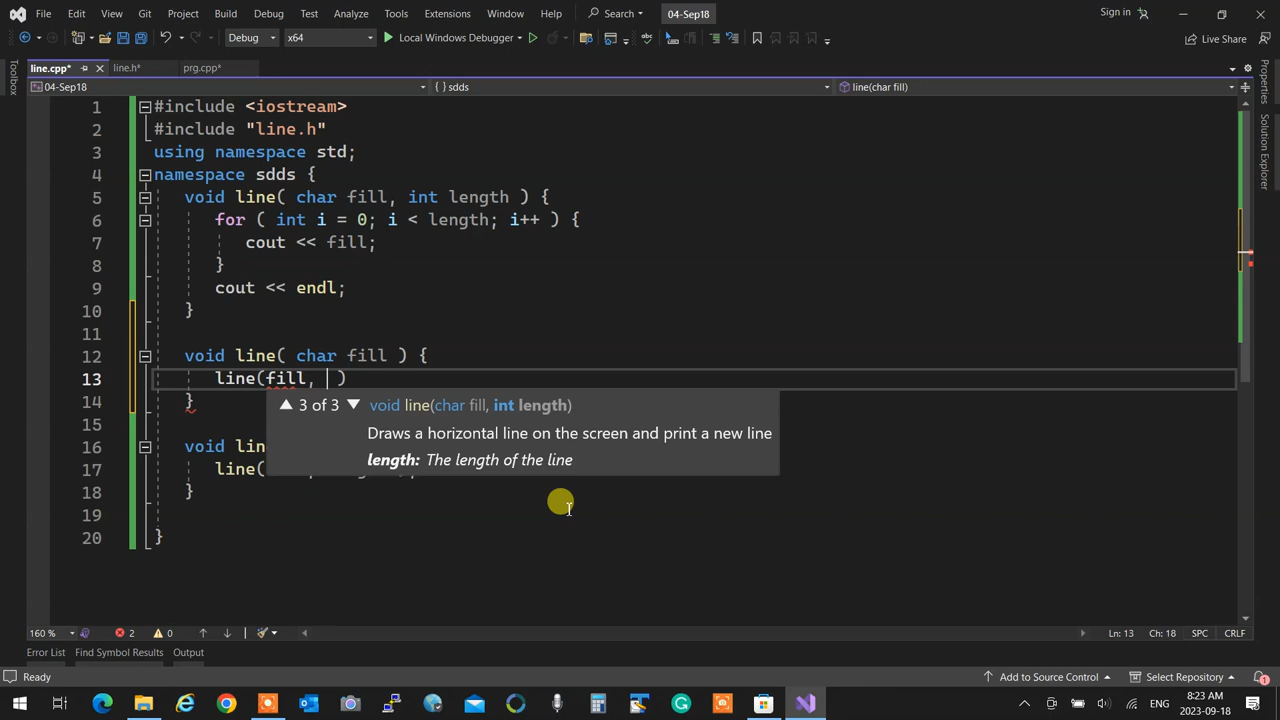 File Edit View Git Project Build Debug Test Analyze Tools Extensions Window Help Search 04-Sep18 Sign in
Debug x64 Local Windows Debugger Live Share
line.cpp* line.h* prg.cpp*
04-Sep18 {} sdds line(char fill)
Toolbox
Properties
Solution Explorer
1 #include <iostream>
2 #include "line.h"
3 using namespace std;
4 namespace sdds {
5 void line( char fill, int length ) {
6 for ( int i = 0; i < length; i++ ) {
7 cout << fill;
8 }
9 cout << endl;
10 }
11
12 void line( char fill ) {
13 line(fill, )
14 }
3 of 3 void line(char fill, int length)
15
Draws a horizontal line on the screen and print a new line
16 void lin
length: The length of the line
17 line(
18 }
19
20 }
160 % 2 0 Ln: 13 Ch: 18 SPC CRLF
Error List Find Symbol Results Output
Ready Add to Source Control Select Repository 1
ENG 8:23 AM
2023-09-18